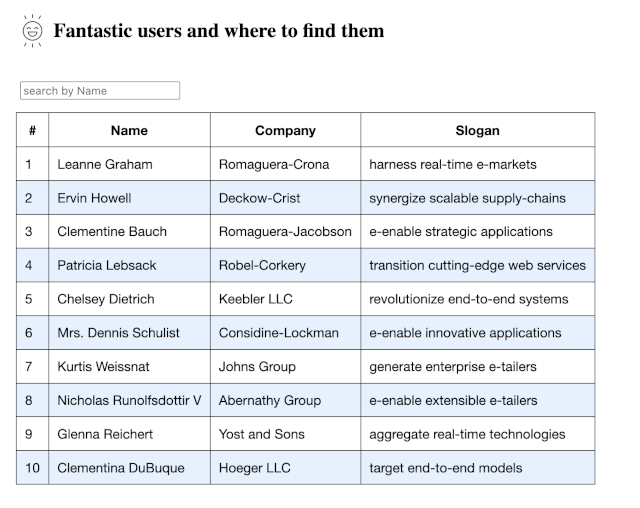 Fantastic users and where to find them
search by Name
# Name Company Slogan
1 Leanne Graham Romaguera-Crona harness real-time e-markets
2 Ervin Howell Deckow-Crist synergize scalable supply-chains
3 Clementine Bauch Romaguera-Jacobson e-enable strategic applications
4 Patricia Lebsack Robel-Corkery transition cutting-edge web services
5 Chelsey Dietrich Keebler LLC revolutionize end-to-end systems
6 Mrs. Dennis Schulist Considine-Lockman e-enable innovative applications
7 Kurtis Weissnat Johns Group generate enterprise e-tailers
8 Nicholas Runolfsdottir V Abernathy Group e-enable extensible e-tailers
9 Glenna Reichert Yost and Sons aggregate real-time technologies
10 Clementina DuBuque Hoeger LLC target end-to-end models